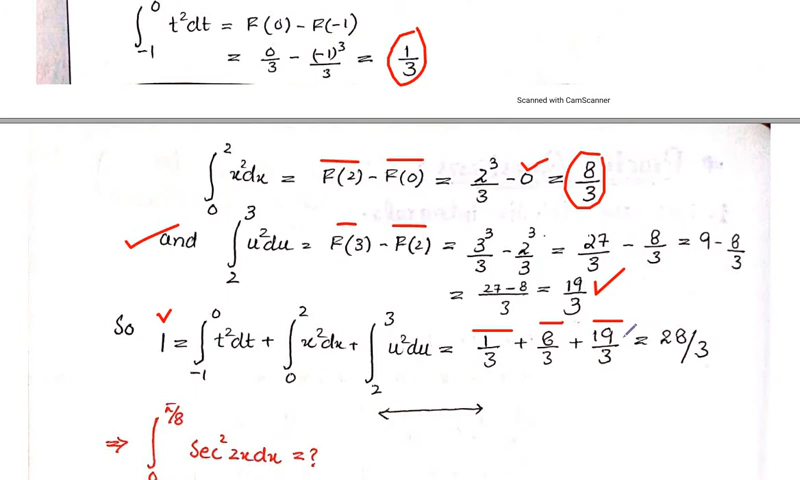 ∫₋₁⁰ t²dt = F(0) - F(-1)
= 0/3 - (-1)³/3 = 1/3
Scanned with CamScanner
∫₀² x²dx = F(2) - F(0) = 2³/3 - 0 = 8/3
and ∫₂³ u²du = F(3) - F(2) = 3³/3 - 2³/3 = 27/3 - 8/3 = 9 - 8/3
= 27-8/3 = 19/3
So I = ∫₋₁⁰ t²dt + ∫₀² x²dx + ∫₂³ u²du = 1/3 + 8/3 + 19/3 = 28/3
⇒ ∫₀^π/8 sec²2xdx = ?